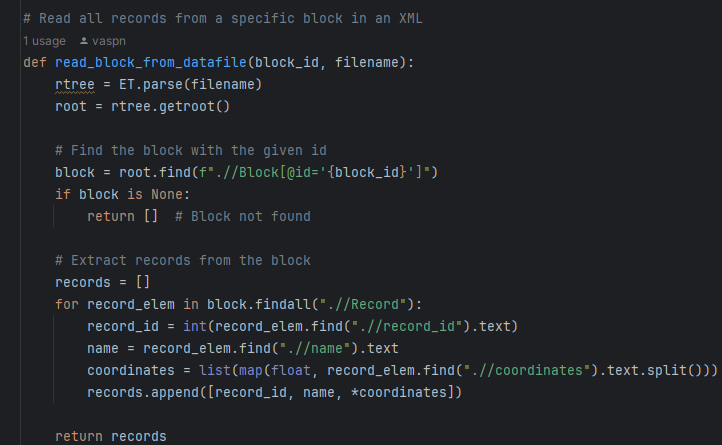 # Read all records from a specific block in an XML
1 usage vaspn
def read_block_from_datafile(block_id, filename):
    rtree = ET.parse(filename)
    root = rtree.getroot()

    # Find the block with the given id
    block = root.find(f".//Block[@id='{block_id}']")
    if block is None:
        return []  # Block not found

    # Extract records from the block
    records = []
    for record_elem in block.findall(".//Record"):
        record_id = int(record_elem.find(".//record_id").text)
        name = record_elem.find(".//name").text
        coordinates = list(map(float, record_elem.find(".//coordinates").text.split()))
        records.append([record_id, name, *coordinates])

    return records